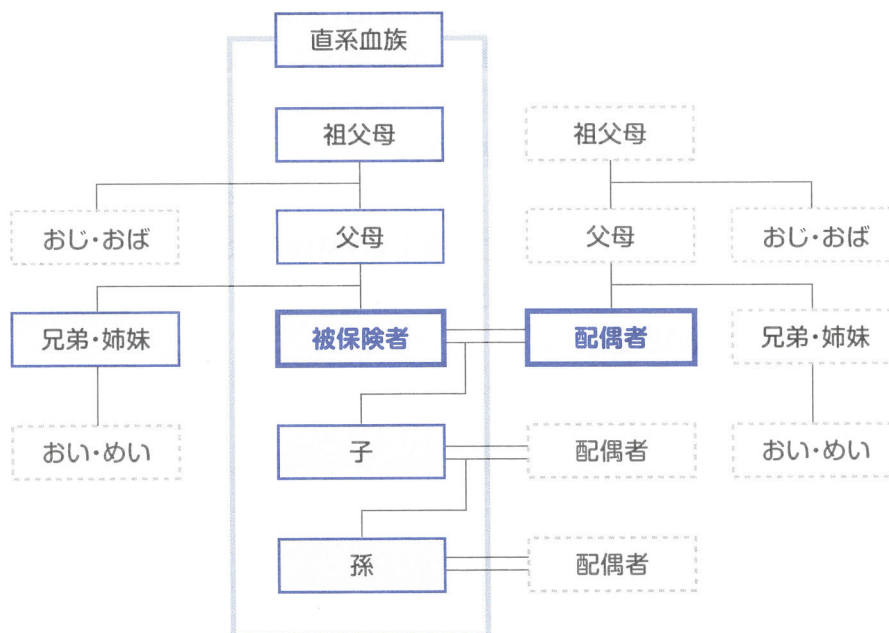 直系血族
祖父母
祖父母
おじ・おば
父母
父母
おじ・おば
兄弟・姉妹
被保険者
配偶者
兄弟・姉妹
おい・めい
子
配偶者
おい・めい
孫
配偶者